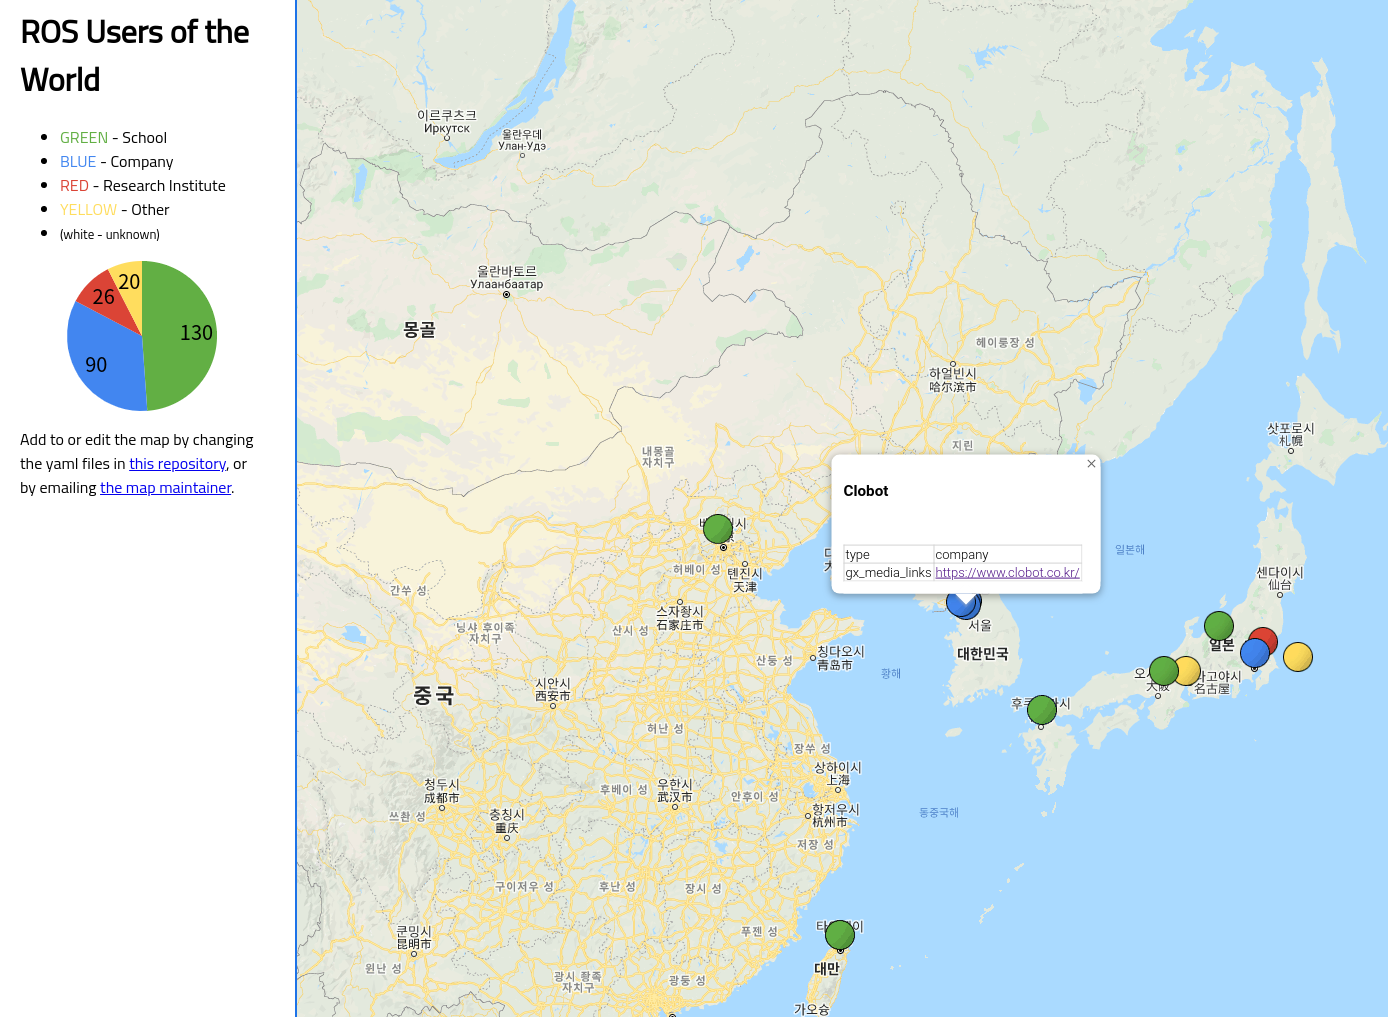 ROS Users of the
World
GREEN - School
BLUE - Company
RED - Research Institute
YELLOW - Other
(white - unknown)
20
26
130
90
Add to or edit the map by changing
the yaml files in this repository, or
by emailing the map maintainer.
이르쿠츠크
Иркутск
울란우데
Улан-Удэ
울란바토르
Улаанбаатар
몽골
헤이룽장 성
하얼빈시
哈尔滨市
삿포로시
札幌
지린
내몽골
자치구
Clobot
×
type company
gx_media_links https://www.clobot.co.kr/
일본해
허베이 성
톈진시
天津
센다이시
仙台
간쑤 성
스자좡시
石家庄市
닝샤 후이족
자치구
산시 성
서울
대한민국
일본
산둥 성
칭다오시
青岛市
황해
나고야시
名古屋
시안시
西安市
중국
허난 성
장쑤 성
상하이시
上海
청두시
成都市
후베이 성
우한시
武汉市
안후이 성
쓰촨 성
충칭시
重庆
항저우시
杭州市
동중국해
저장 성
구이저우 성
후난 성
장시 성
쿤밍시
昆明市
푸젠 성
윈난 성
광시 좡족
자치구
광둥 성
대만
가오슝